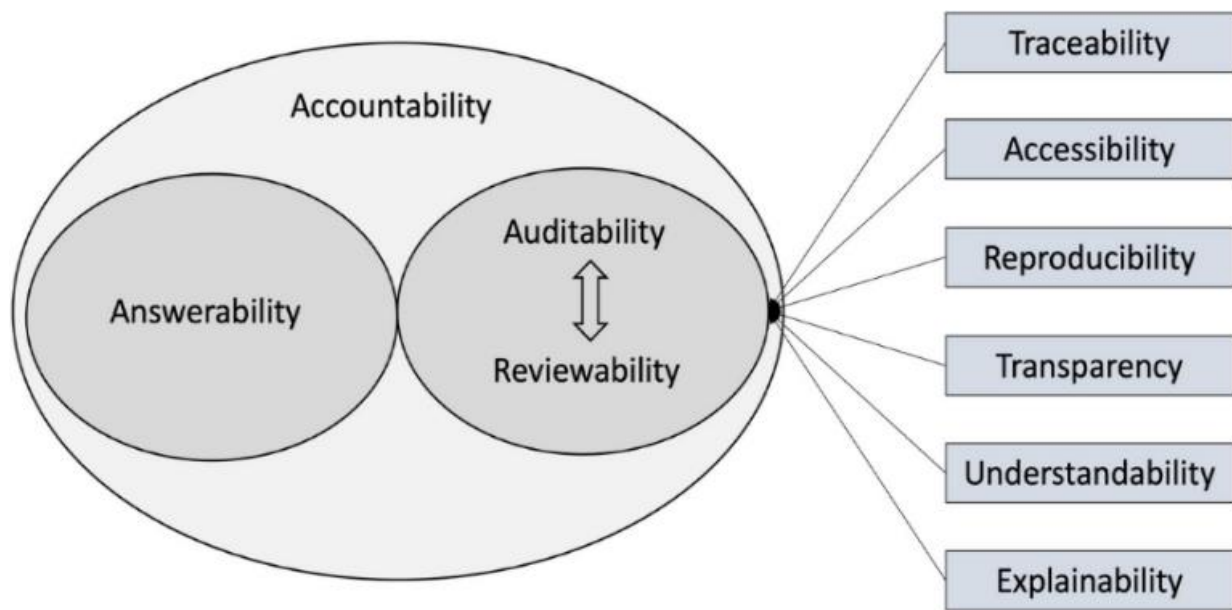 Accountability
Answerability
Auditability
Reviewability
Traceability
Accessibility
Reproducibility
Transparency
Understandability
Explainability